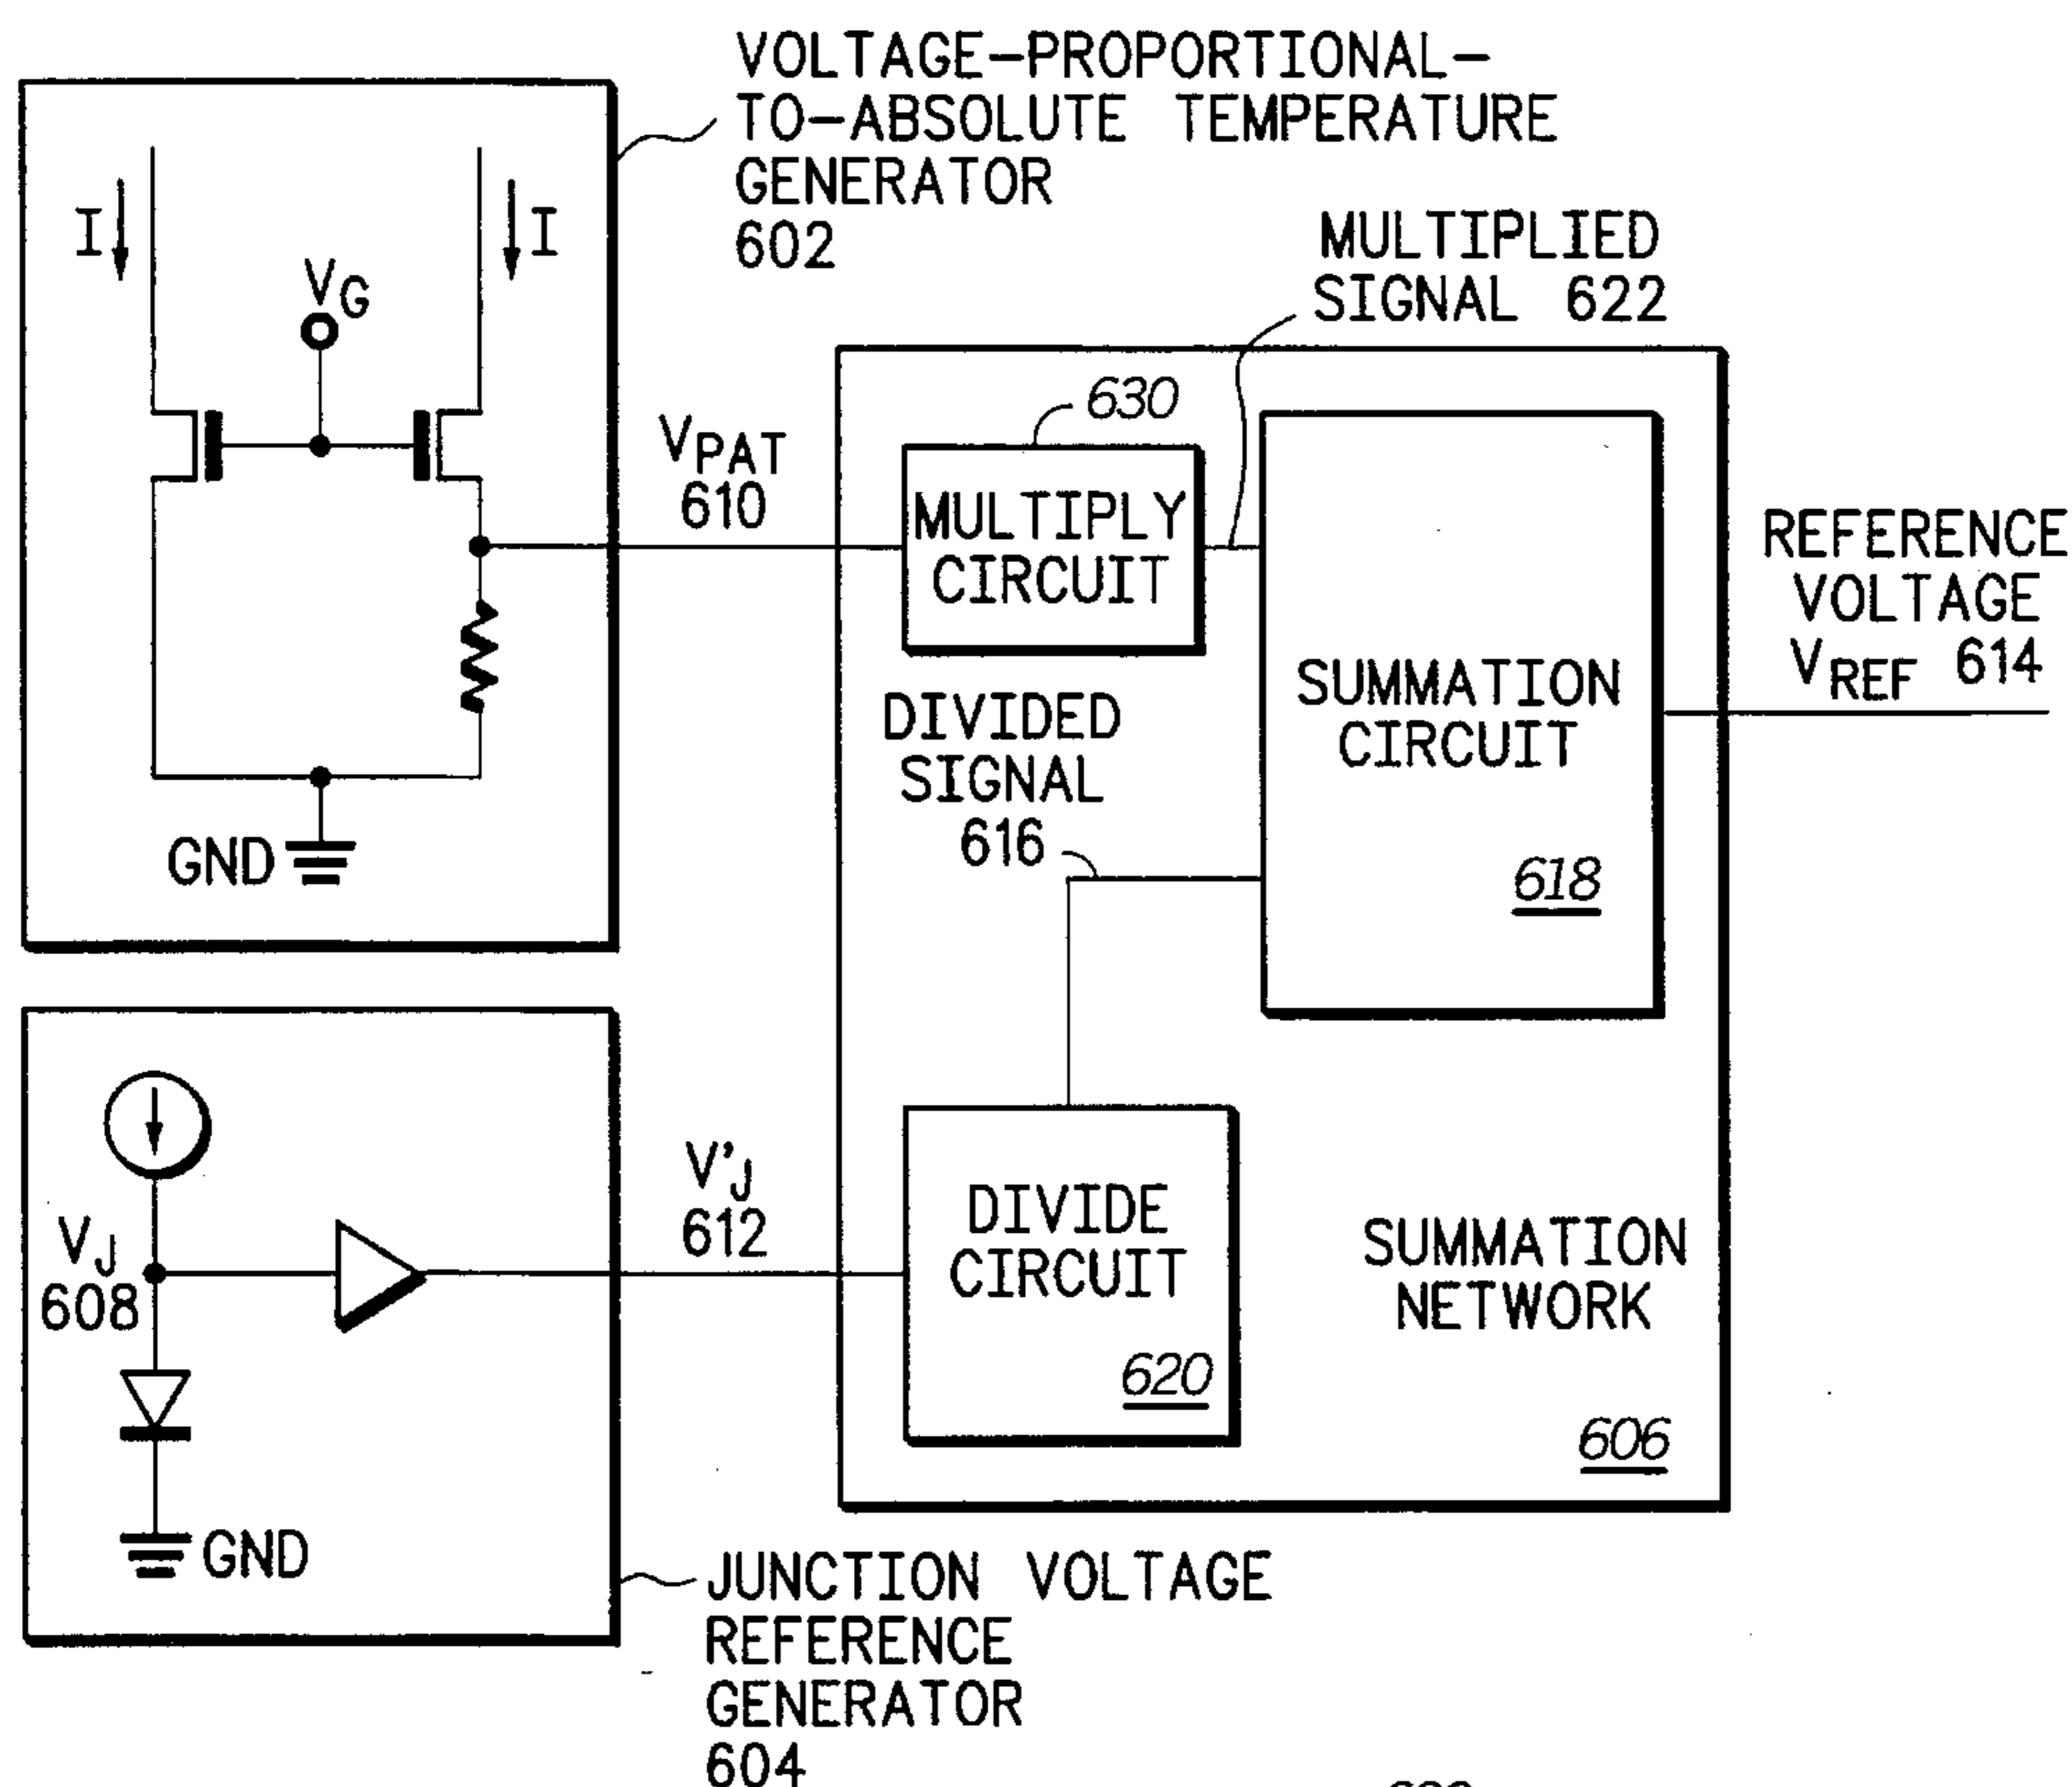 VOLTAGE-PROPORTIONAL-
TO-ABSOLUTE TEMPERATURE
GENERATOR
602
I
I
VG
MULTIPLIED
SIGNAL 622
630
VPAT
610
MULTIPLY
CIRCUIT
REFERENCE
VOLTAGE
VREF 614
SUMMATION
CIRCUIT
618
DIVIDED
SIGNAL
616
GND
V'J
612
VJ
608
DIVIDE
CIRCUIT
620
SUMMATION
NETWORK
606
GND
JUNCTION VOLTAGE
REFERENCE
GENERATOR
604